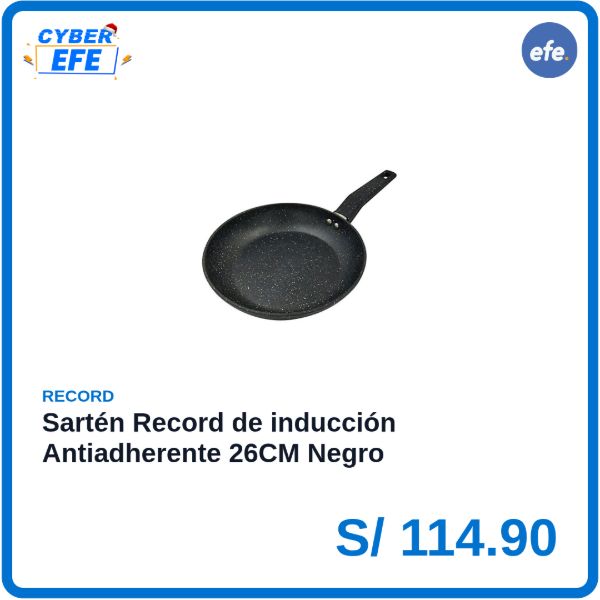 CYBER
EFE
efe.
RECORD
Sartén Record de inducción
Antiadherente 26CM Negro
S/ 114.90